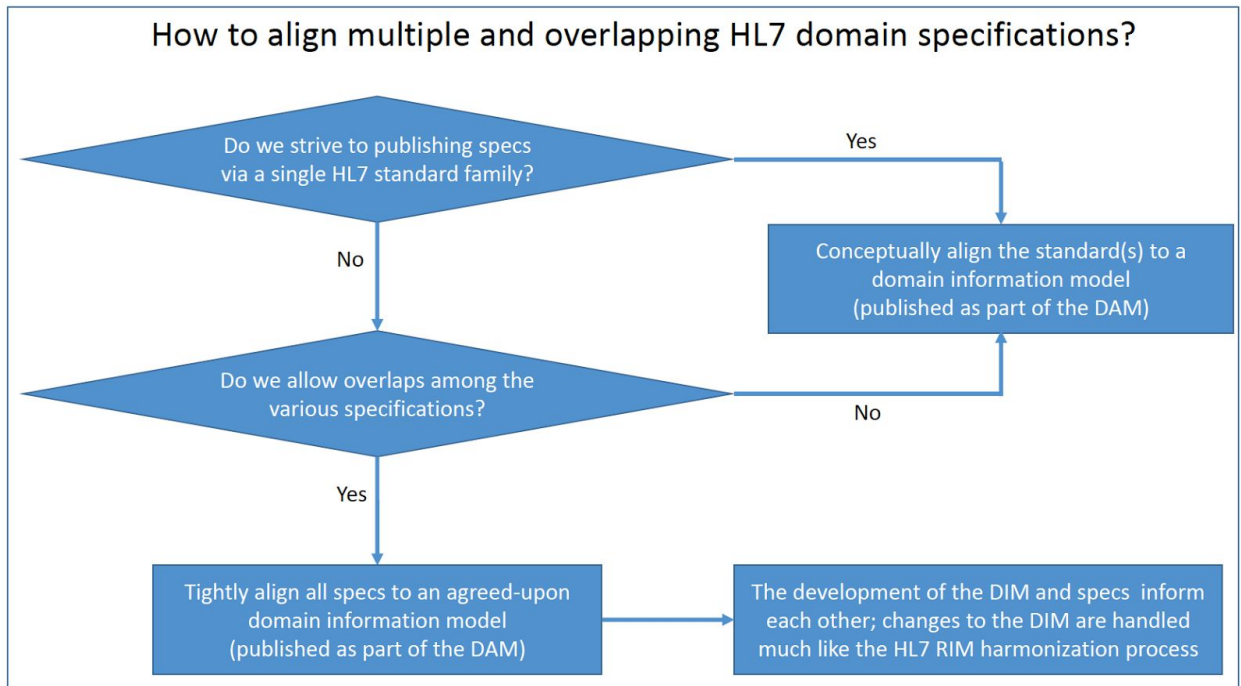 How to align multiple and overlapping HL7 domain specifications?
Do we strive to publishing specs
via a single HL7 standard family?
Yes
No
Conceptually align the standard(s) to a
domain information model
(published as part of the DAM)
Do we allow overlaps among the
various specifications?
No
Yes
Tightly align all specs to an agreed-upon
domain information model
(published as part of the DAM)
The development of the DIM and specs inform
each other; changes to the DIM are handled
much like the HL7 RIM harmonization process